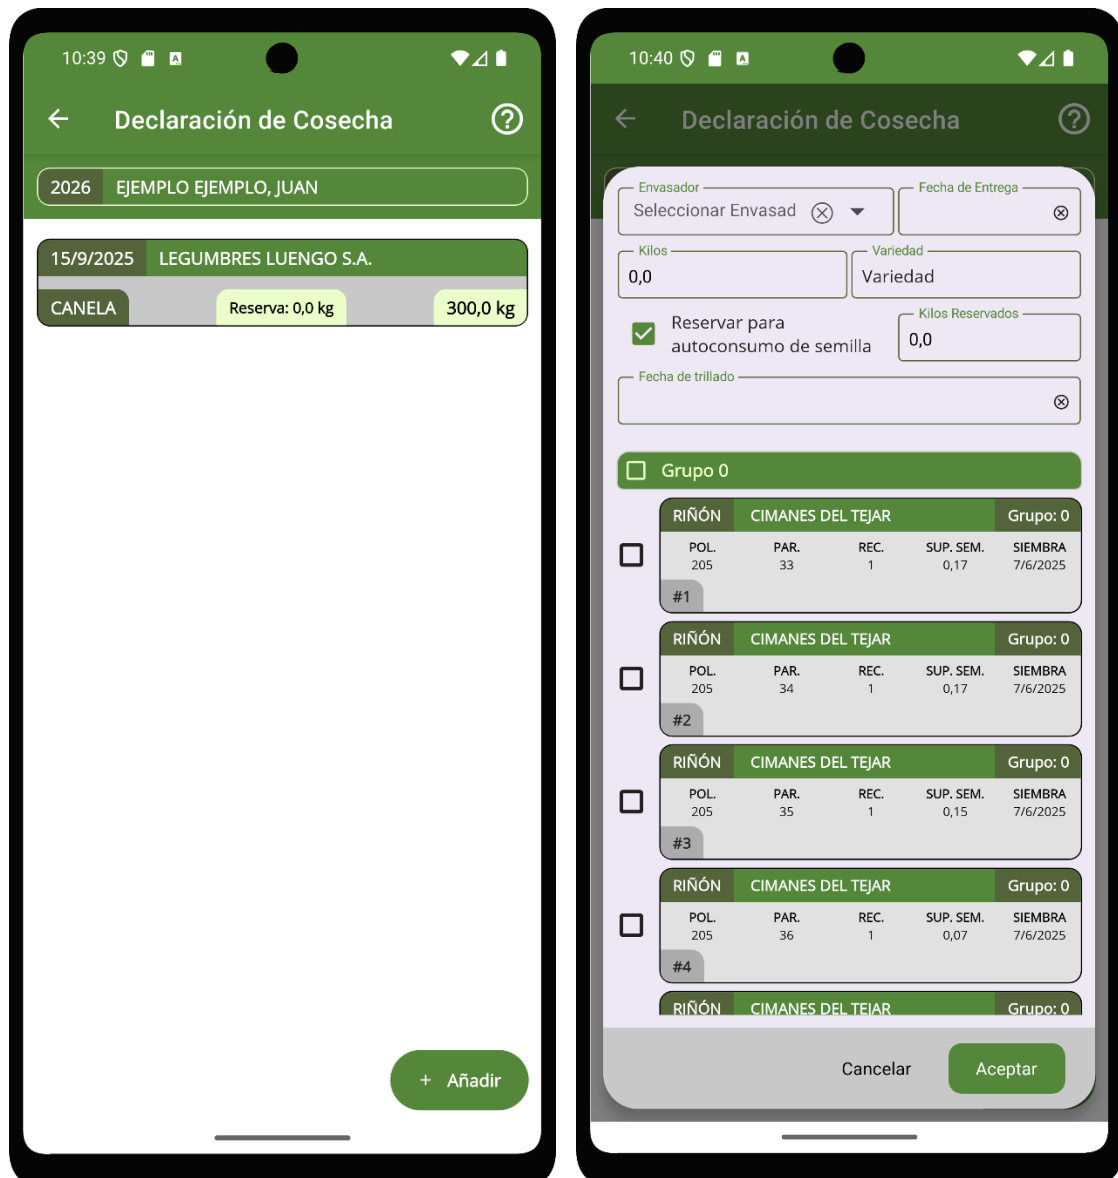 10:39
Declaración de Cosecha
2026 EJEMPLO EJEMPLO, JUAN
15/9/2025 LEGUMBRES LUENGO S.A.
CANELA Reserva: 0,0 kg 300,0 kg
+ Añadir
10:40
Declaración de Cosecha
Envasador Fecha de Entrega
Seleccionar Envasad
Kilos Variedad
0,0 Variedad
Reservar para
autoconsumo de semilla
Kilos Reservados
0,0
Fecha de trillado
Grupo 0
RIÑÓN CIMANES DEL TEJAR Grupo: 0
POL. PAR. REC. SUP. SEM. SIEMBRA
205 33 1 0,17 7/6/2025
#1
RIÑÓN CIMANES DEL TEJAR Grupo: 0
POL. PAR. REC. SUP. SEM. SIEMBRA
205 34 1 0,17 7/6/2025
#2
RIÑÓN CIMANES DEL TEJAR Grupo: 0
POL. PAR. REC. SUP. SEM. SIEMBRA
205 35 1 0,15 7/6/2025
#3
RIÑÓN CIMANES DEL TEJAR Grupo: 0
POL. PAR. REC. SUP. SEM. SIEMBRA
205 36 1 0,07 7/6/2025
#4
RIÑÓN CIMANES DEL TEJAR Grupo: 0
Cancelar Aceptar